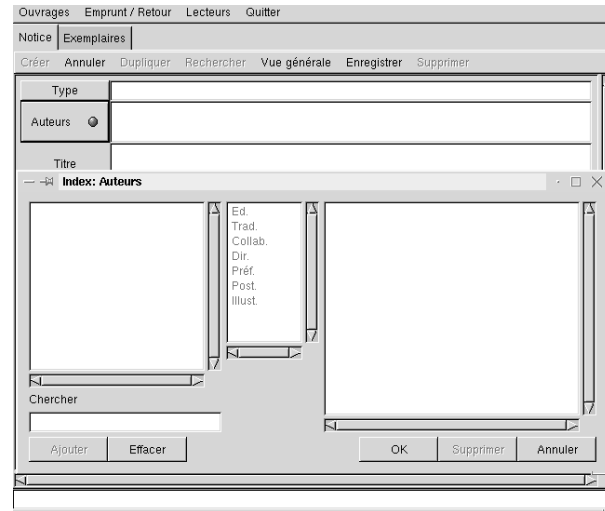 Ouvrages Emprunt / Retour Lecteurs Quitter
Notice Exemplaires
Créer Annuler Dupliquer Rechercher Vue générale Enregistrer Supprimer
Type
Auteurs
Titre
Index: Auteurs
Ed.
Trad.
Collab.
Dir.
Préf.
Post.
Illust.
Chercher
Ajouter Effacer OK Supprimer Annuler